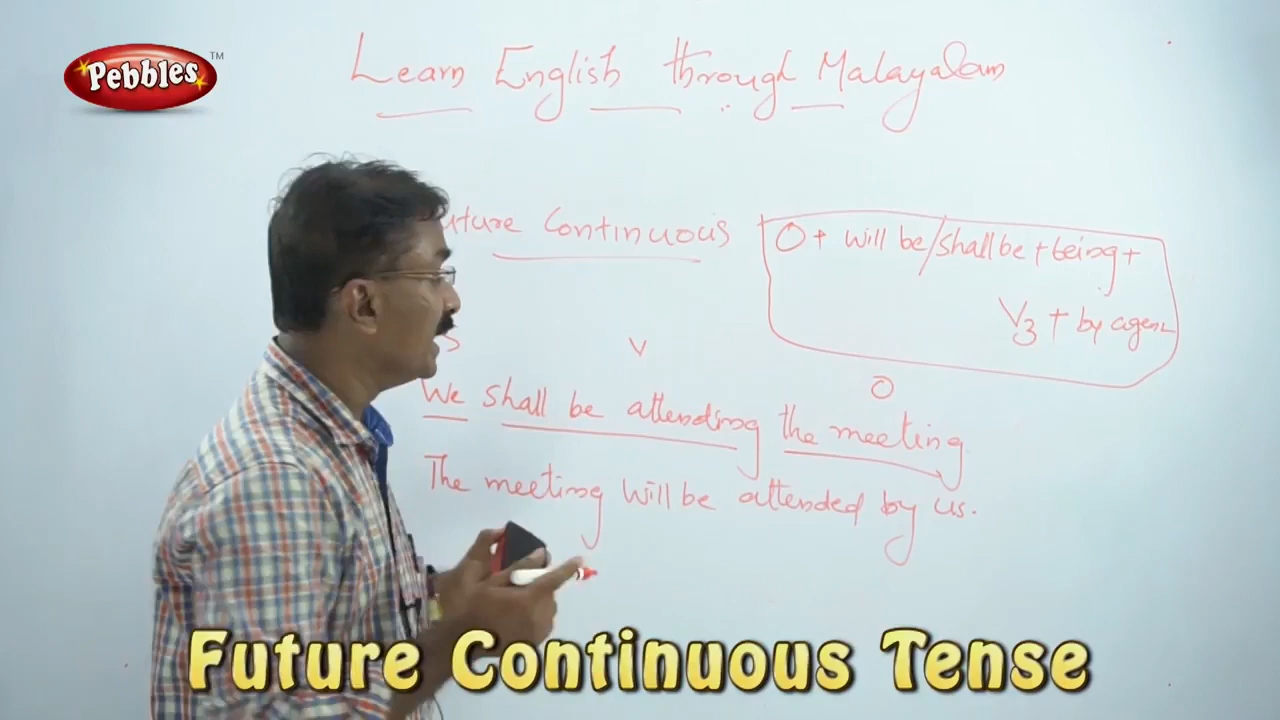 Pebbles TM
Learn English through Malayalam
uture Continuous
O + will be/shall be + being +
V3 + by agent
S V O
We shall be attending the meeting
The meeting will be attended by us.
Future Continuous Tense